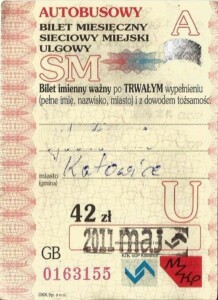 AUTOBUSOWY
BILET MIESIĘCZNY
SIECIOWY MIEJSKI
ULGOWY
A
SM
Bilet imienny ważny po TRWAŁYM wypełnieniu
(pełne imię, nazwisko, miasto) i z dowodem tożsamości
Katowice
miasto
(gmina)
42 zł
U
2011 maj
GB
0163155
MZKp